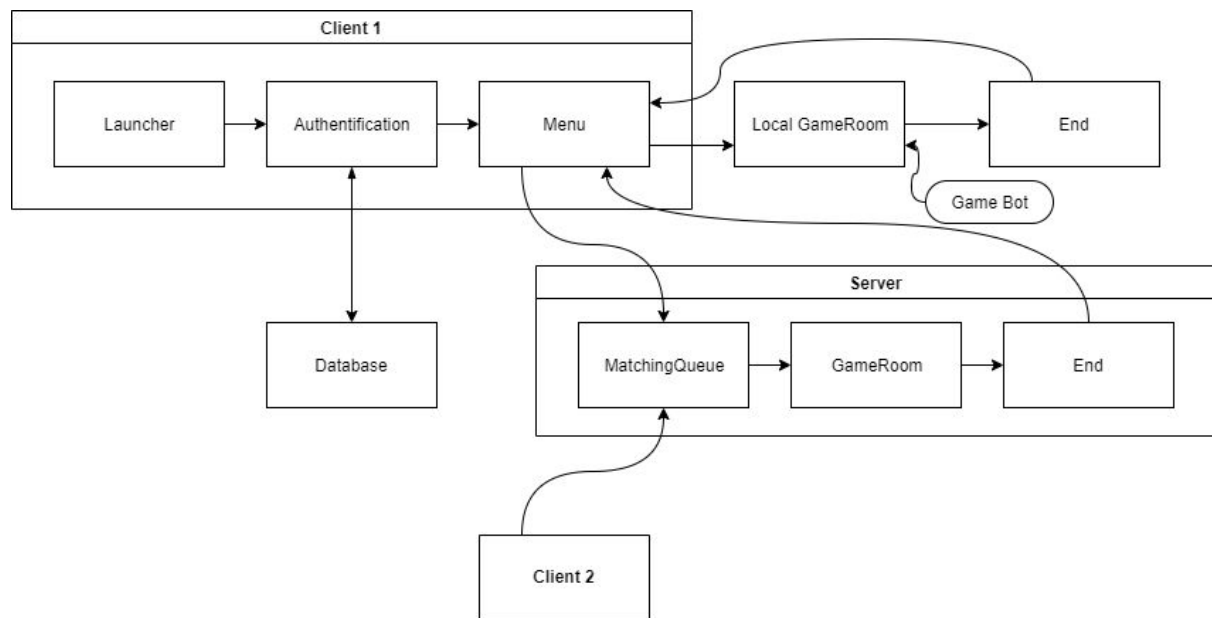 Client 1
Launcher
Authentification
Menu
Local GameRoom
End
Game Bot
Server
Database
MatchingQueue
GameRoom
End
Client 2